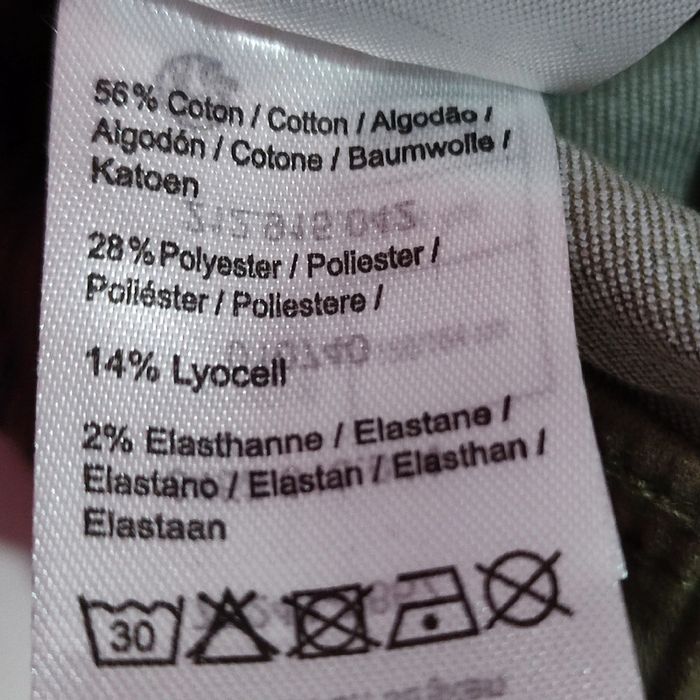 56% Coton / Cotton / Algodão /
Algodón / Cotone / Baumwolle /
Katoen
28% Polyester / Poliester /
Poliéster / Poliestere /
14% Lyocell
2% Elasthanne / Elastane /
Elastano / Elastan / Elasthan /
Elastaan
30